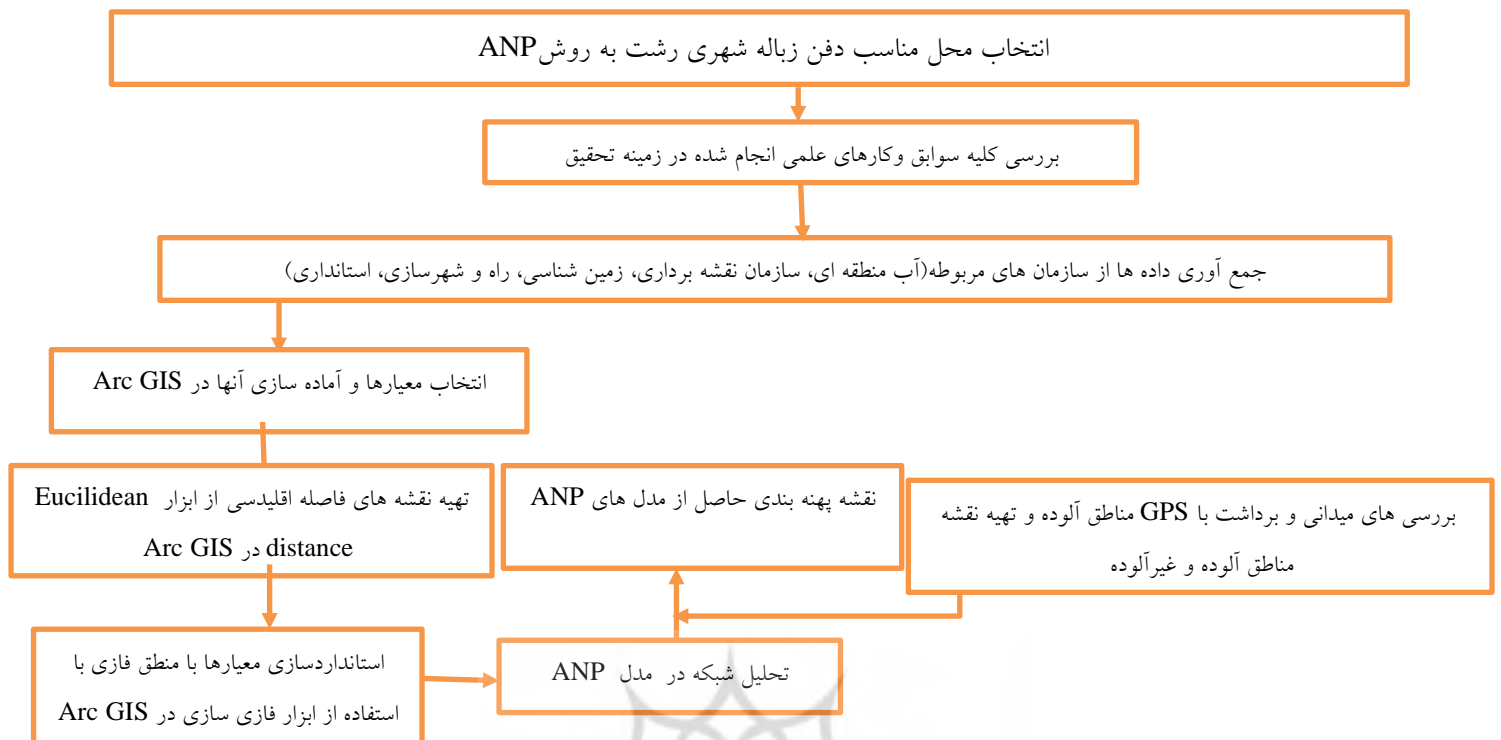 انتخاب محل مناسب دفن زباله شهری رشت به روشANP
بررسی کلیه سوابق وکارهای علمی انجام شده در زمینه تحقیق
جمع آوری داده ها از سازمان های مربوطه(آب منطقه ای، سازمان نقشه برداری، زمین شناسی، راه و شهرسازی، استانداری)
انتخاب معیارها و آماده سازی آنها در Arc GIS
تهیه نقشه های فاصله اقلیدسی از ابزار Eucilidean
distance در Arc GIS
نقشه پهنه بندی حاصل از مدل های ANP
بررسی های میدانی و برداشت با GPS مناطق آلوده و تهیه نقشه
مناطق آلوده و غیرآلوده
استانداردسازی معیارها با منطق فازی با
استفاده از ابزار فازی سازی در Arc GIS
تحلیل شبکه در مدل ANP